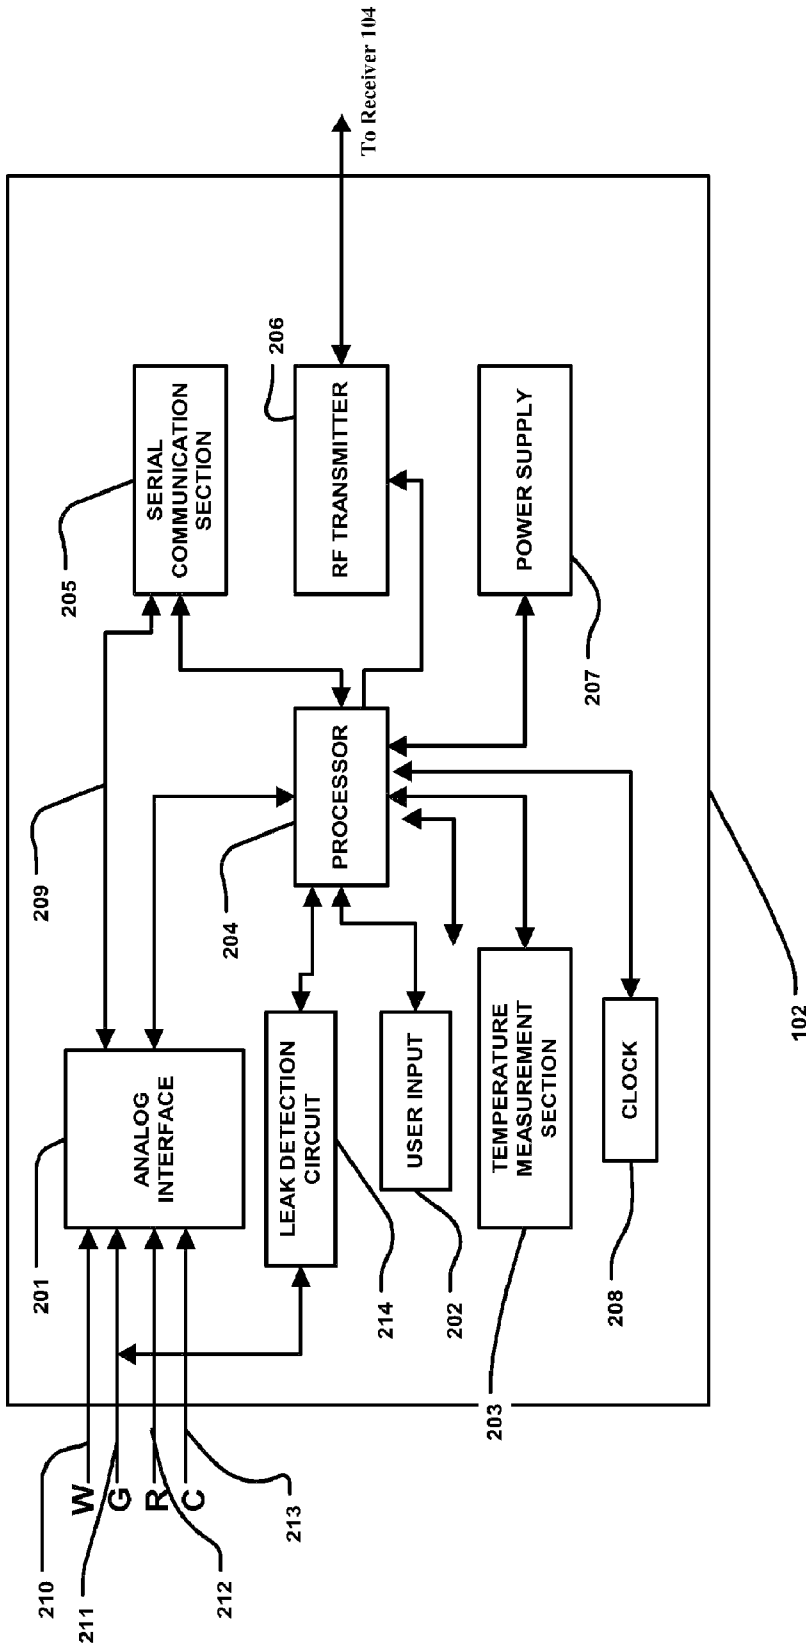 W
G
R
C
210
211
212
213
201
ANALOG
INTERFACE
209
205
SERIAL
COMMUNICATION
SECTION
LEAK DETECTION
CIRCUIT
214
204
PROCESSOR
206
RF TRANSMITTER
To Receiver 104
USER INPUT
202
TEMPERATURE
MEASUREMENT
SECTION
203
POWER SUPPLY
207
CLOCK
208
102